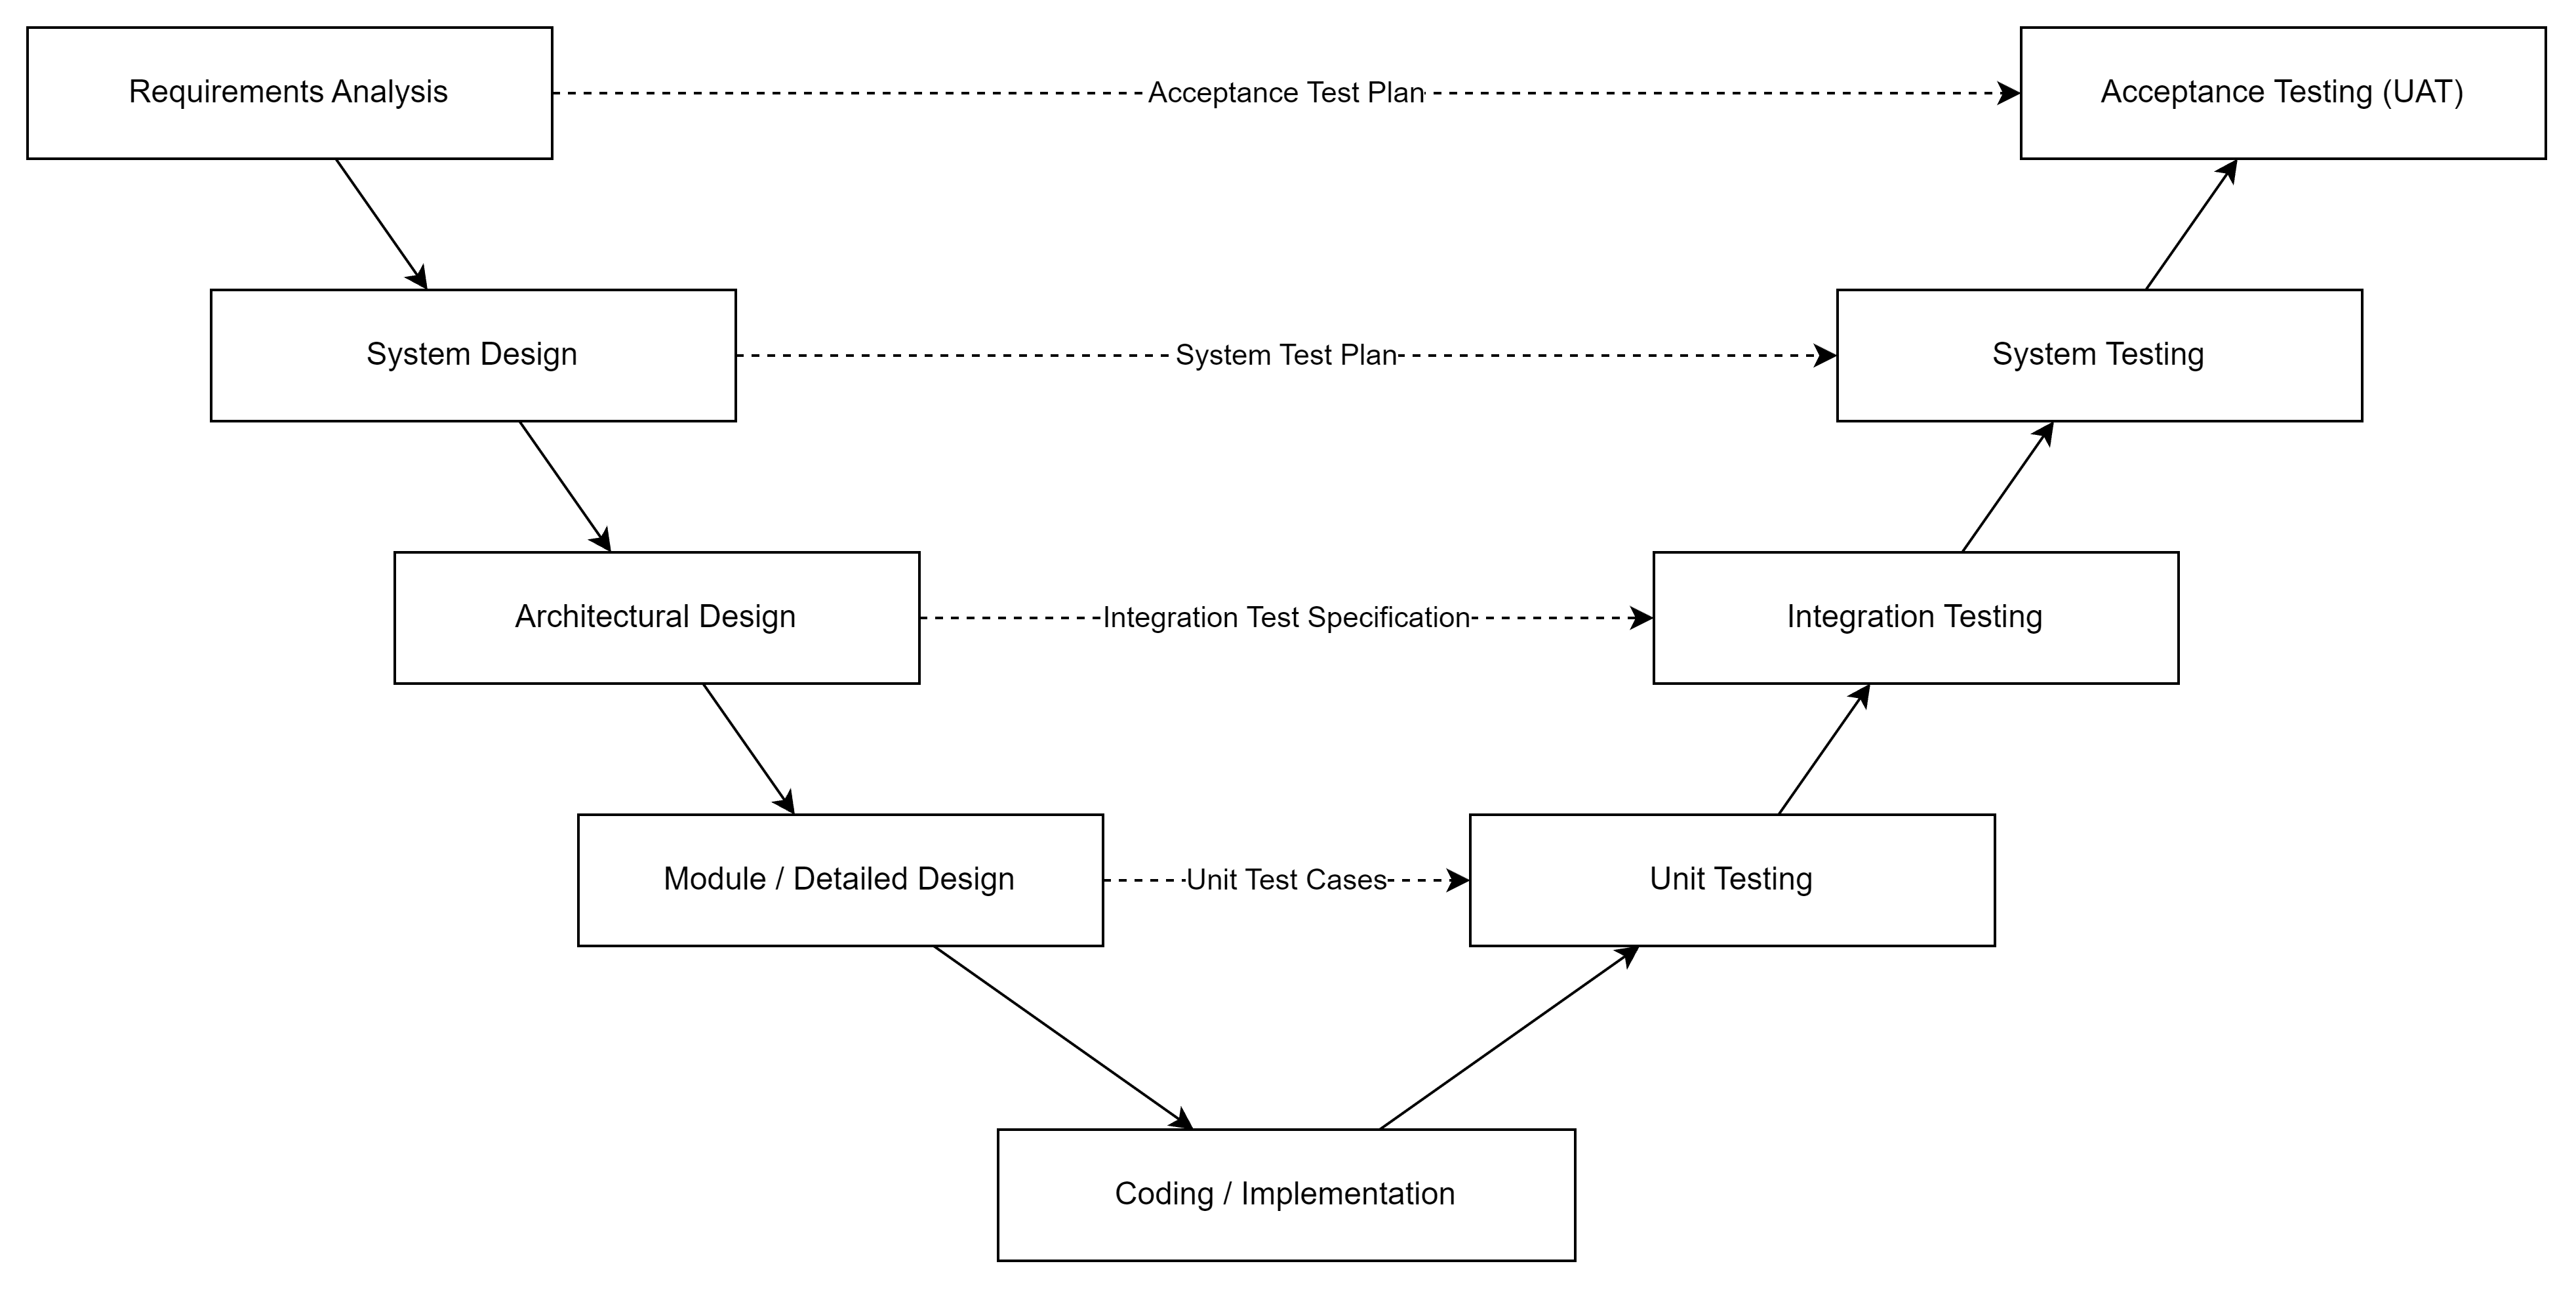 Requirements Analysis
Acceptance Test Plan
Acceptance Testing (UAT)
System Design
System Test Plan
System Testing
Architectural Design
Integration Test Specification
Integration Testing
Module / Detailed Design
Unit Test Cases
Unit Testing
Coding / Implementation